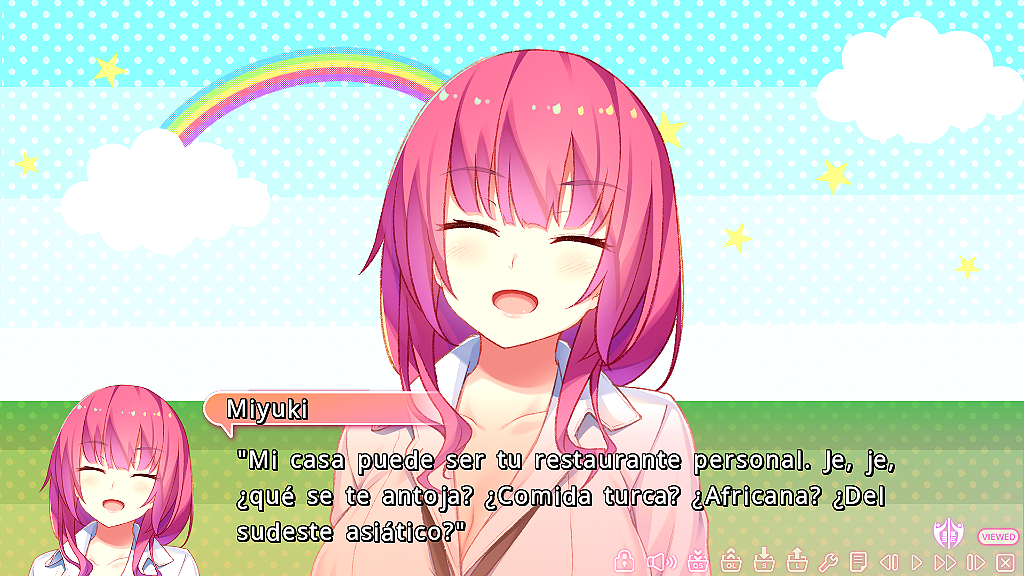 Miyuki
"Mi casa puede ser tu restaurante personal. Je, je,
¿qué se te antoja? ¿Comida turca? ¿Africana? ¿Del
sudeste asiático?"
VIEWED